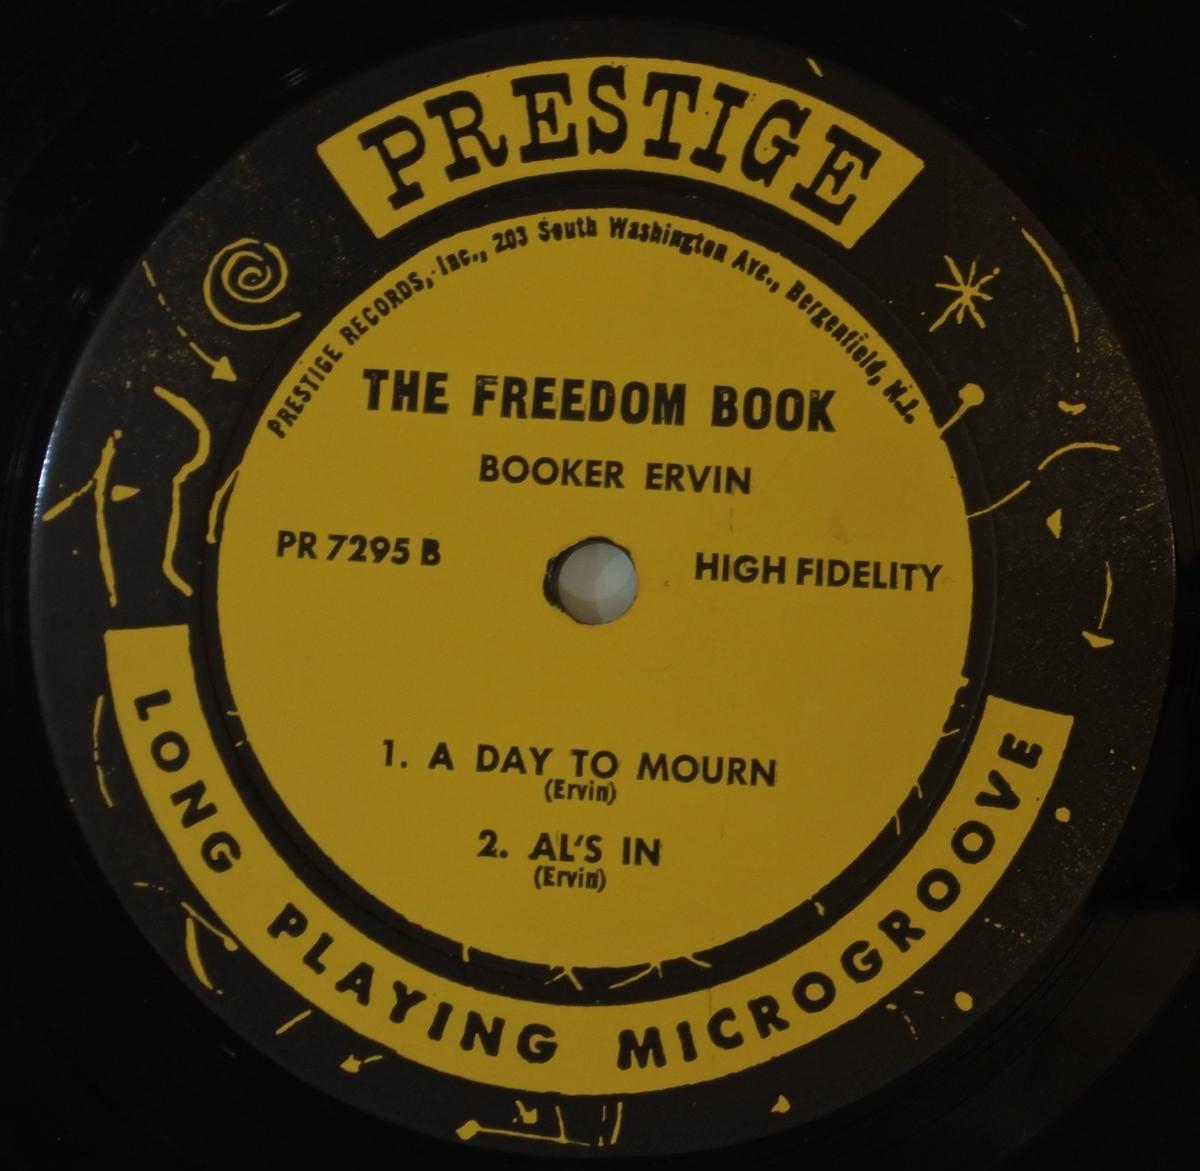 PRESTIGE
PRESTIGE RECORDS, Inc., 203 South Washington Ave., Bergenfield, N.J.
THE FREEDOM BOOK
BOOKER ERVIN
PR 7295 B
HIGH FIDELITY
1. A DAY TO MOURN
(Ervin)
2. AL'S IN
(Ervin)
LONG PLAYING MICROGROOVE